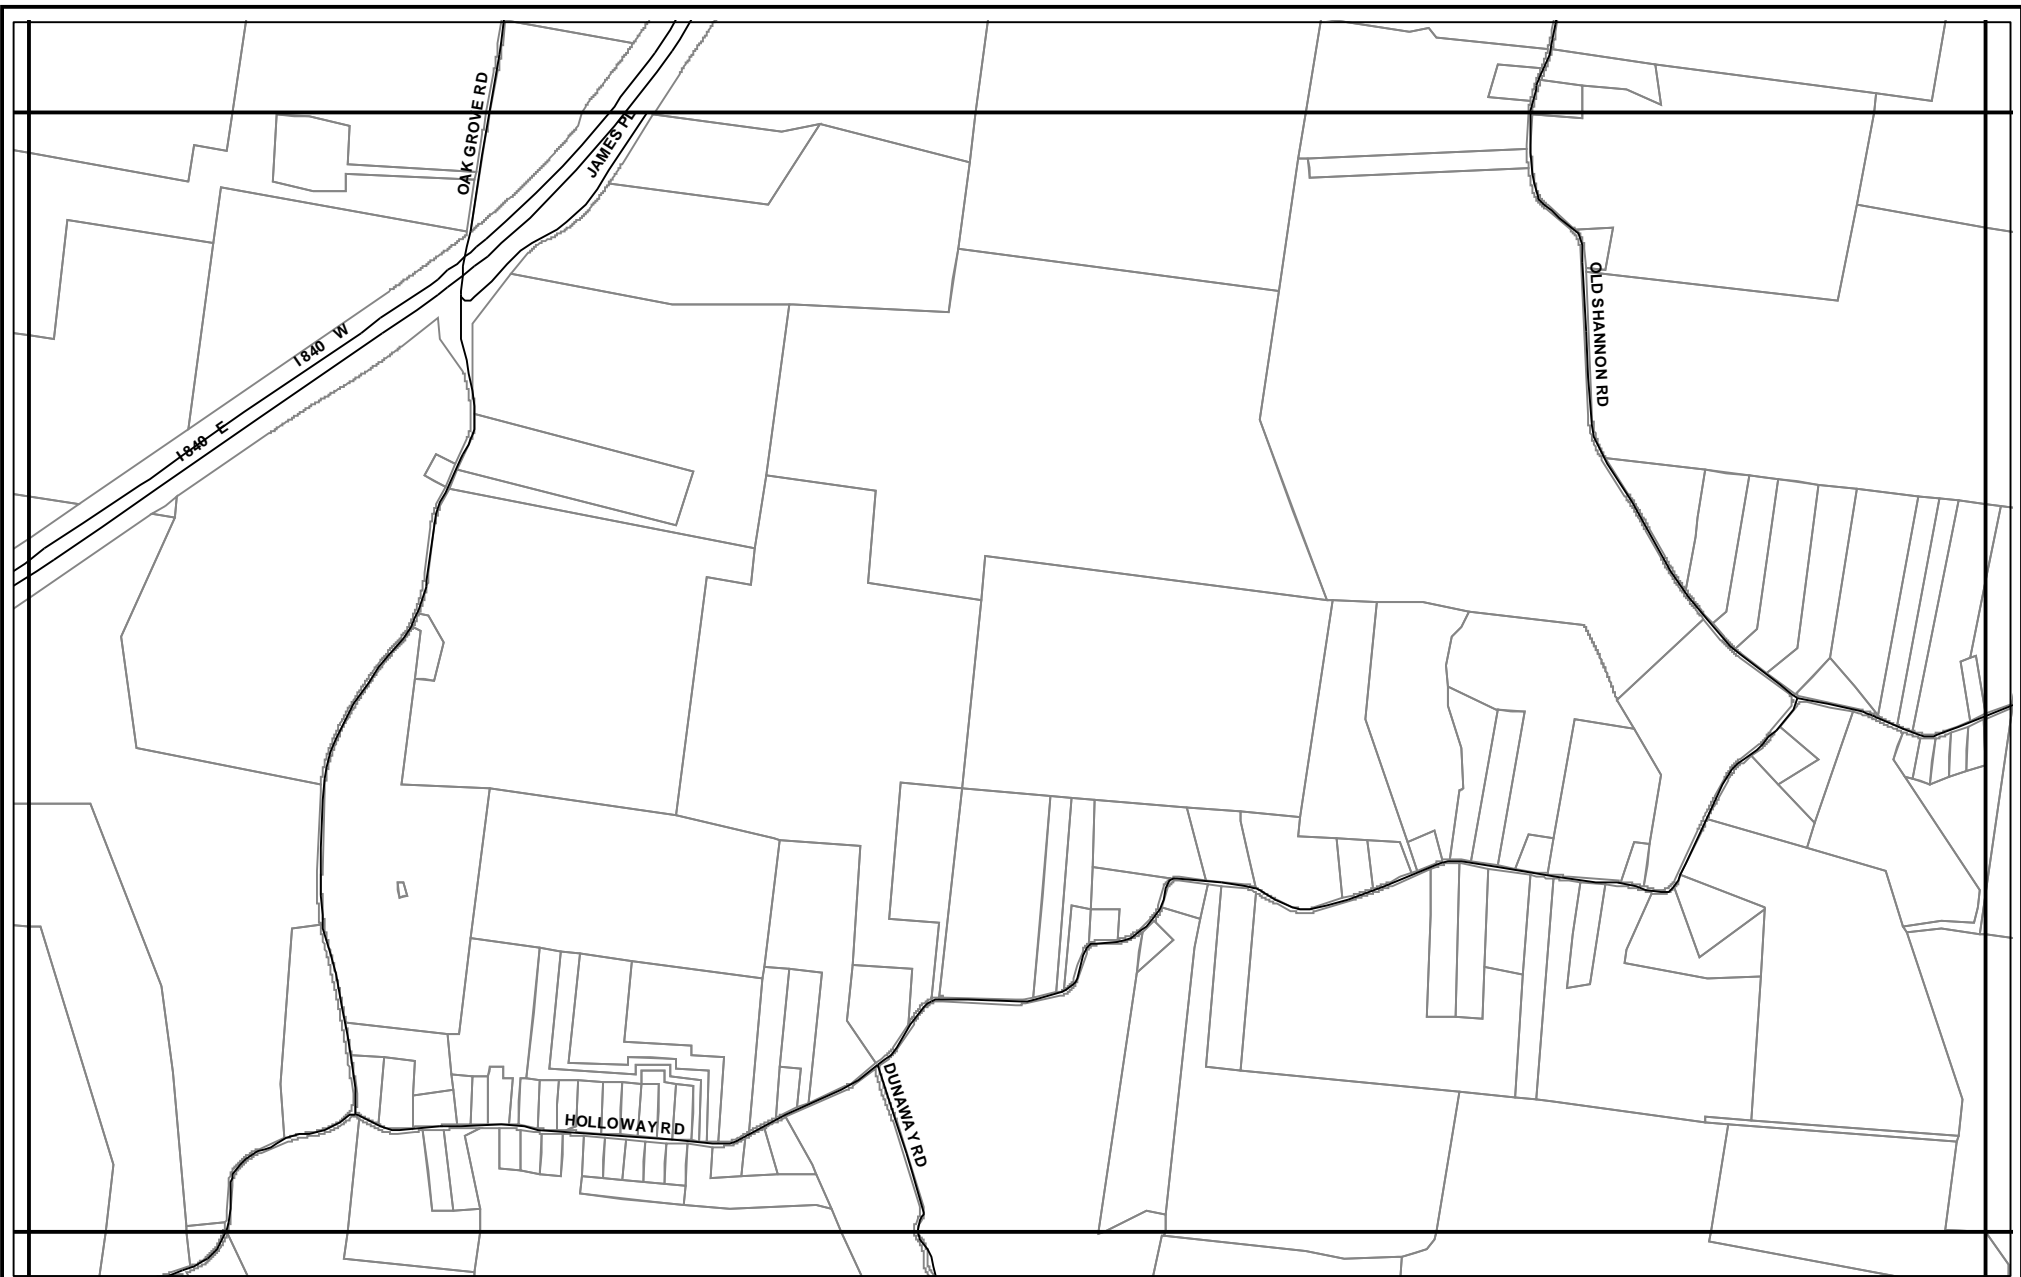 OAK GROVE RD
JAMES PL
OLD SHANNON RD
I 840 W
I 840 E
HOLLOWAY RD
DUNAWAY RD